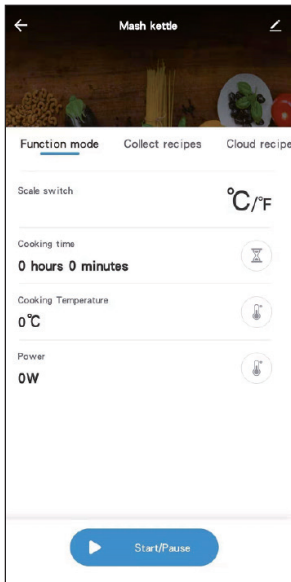 Mash kettle
Function mode Collect recipes Cloud recipe
Scale switch
°C/°F
Cooking time
0 hours 0 minutes
Cooking Temperature
0°C
Power
0W
Start/Pause